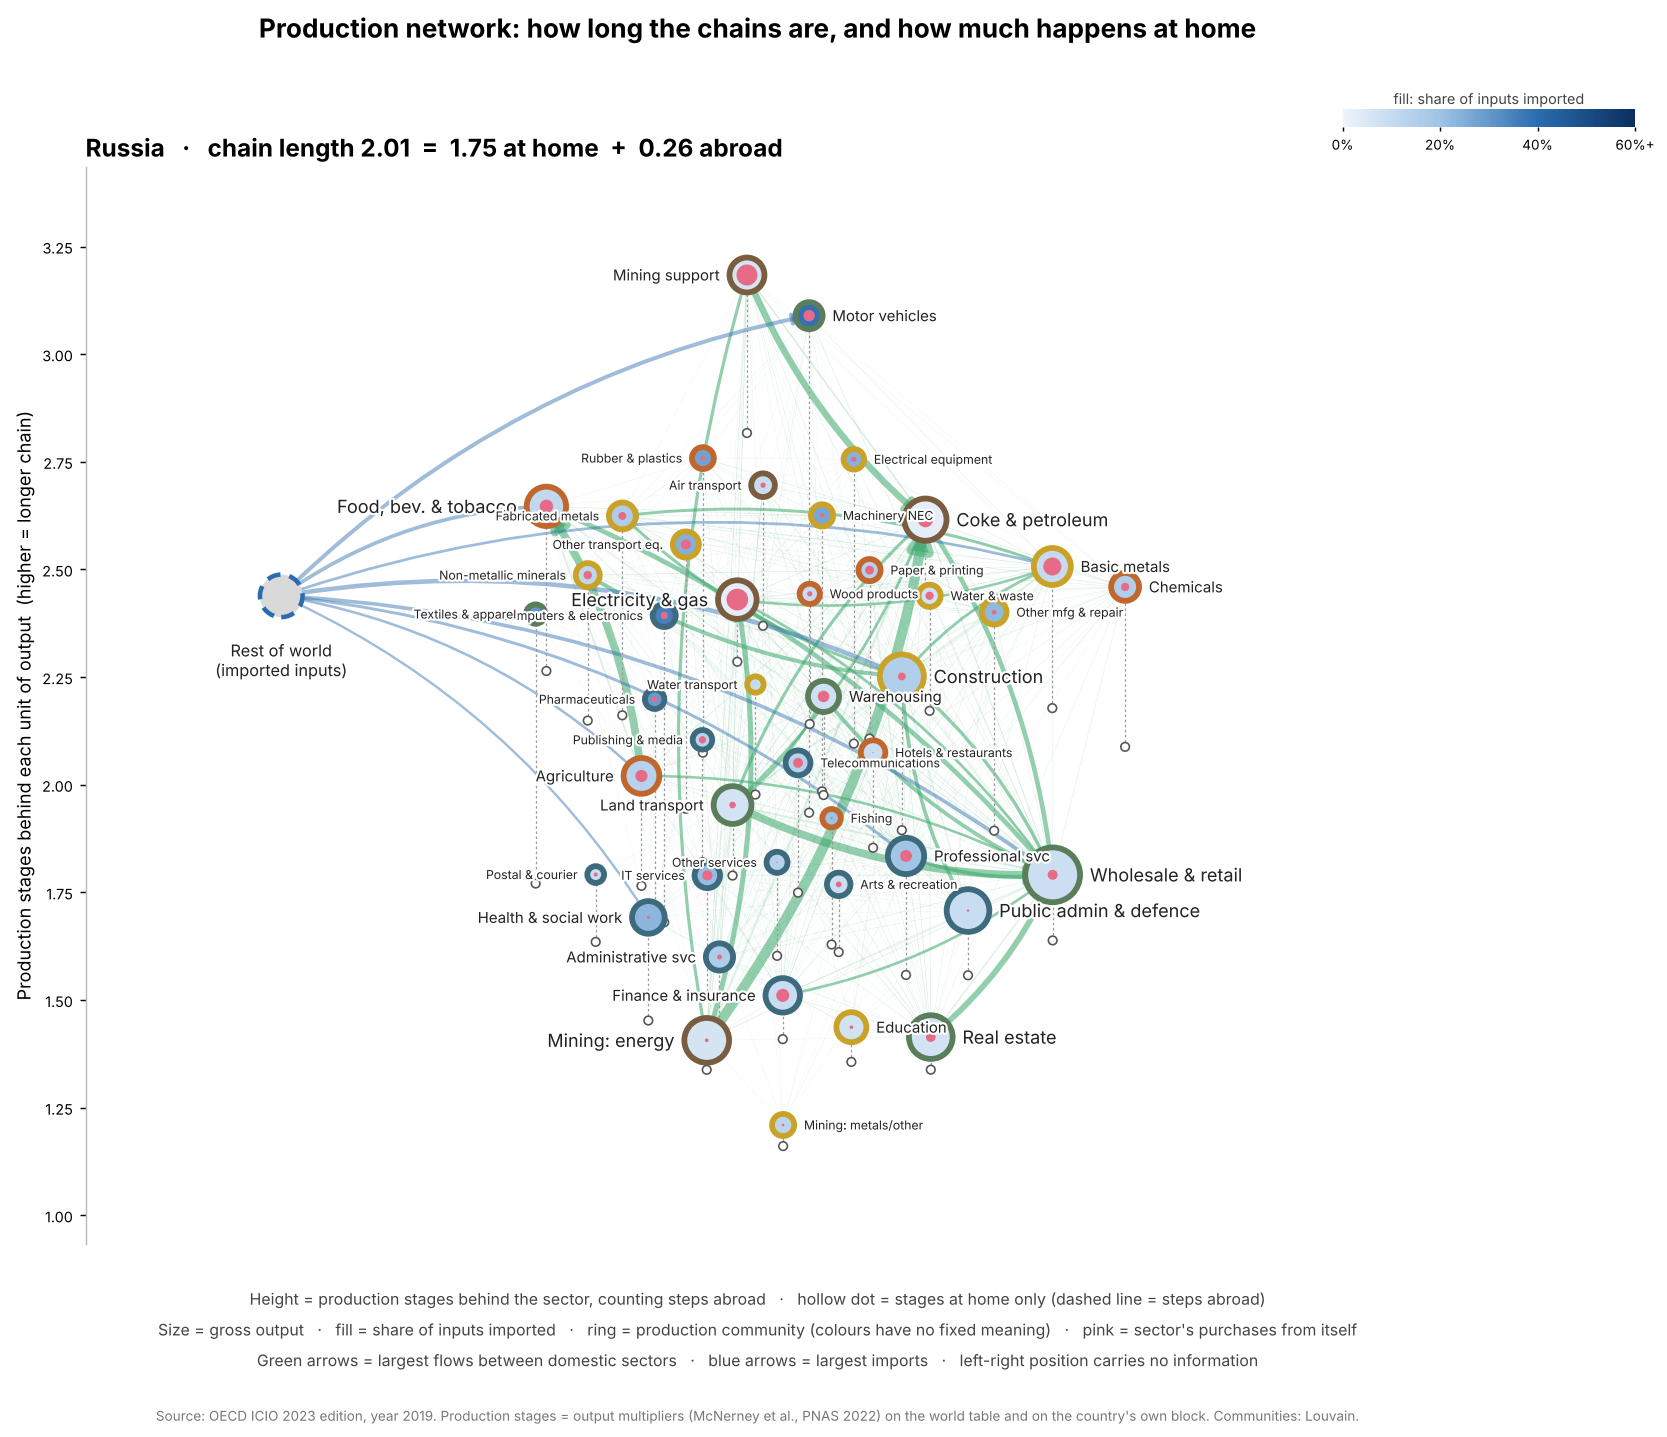 Production network: how long the chains are, and how much happens at home
fill: share of inputs imported
0%
20%
40%
60%+
Russia · chain length 2.01 = 1.75 at home + 0.26 abroad
Production stages behind each unit of output (higher = longer chain)
3.25
3.00
2.75
2.50
2.25
2.00
1.75
1.50
1.25
1.00
Mining support
Motor vehicles
Rubber & plastics
Electrical equipment
Air transport
Food, bev. & tobacco
Fabricated metals
Machinery NEC
Coke & petroleum
Other transport eq.
Basic metals
Non-metallic minerals
Paper & printing
Chemicals
Electricity & gas
Wood products
Water & waste
Textiles & apparel
mputers & electronics
Other mfg & repair
Rest of world
(imported inputs)
Construction
Water transport
Warehousing
Pharmaceuticals
Publishing & media
Hotels & restaurants
Telecommunications
Agriculture
Land transport
Fishing
Professional svc
Other services
Postal & courier
IT services
Wholesale & retail
Arts & recreation
Public admin & defence
Health & social work
Administrative svc
Finance & insurance
Education
Mining: energy
Real estate
Mining: metals/other
Height = production stages behind the sector, counting steps abroad · hollow dot = stages at home only (dashed line = steps abroad)
Size = gross output · fill = share of inputs imported · ring = production community (colours have no fixed meaning) · pink = sector's purchases from itself
Green arrows = largest flows between domestic sectors · blue arrows = largest imports · left-right position carries no information
Source: OECD ICIO 2023 edition, year 2019. Production stages = output multipliers (McNerney et al., PNAS 2022) on the world table and on the country's own block. Communities: Louvain.